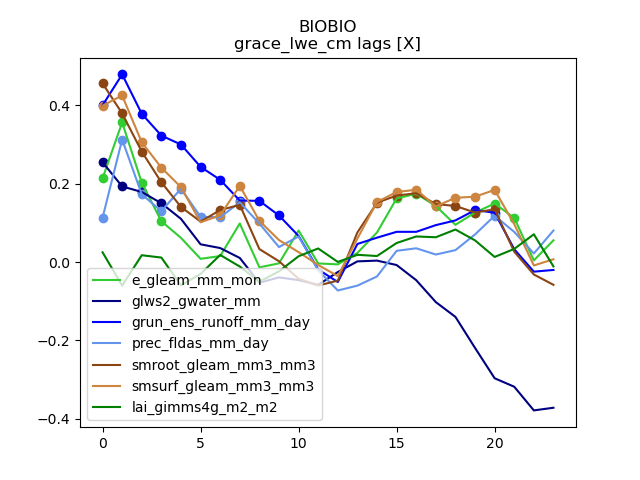 BIOBIO
grace_lwe_cm lags [X]
0.4
0.2
0.0
−0.2
−0.4
e_gleam_mm_mon
glws2_gwater_mm
grun_ens_runoff_mm_day
prec_fldas_mm_day
smroot_gleam_mm3_mm3
smsurf_gleam_mm3_mm3
lai_gimms4g_m2_m2
0 5 10 15 20